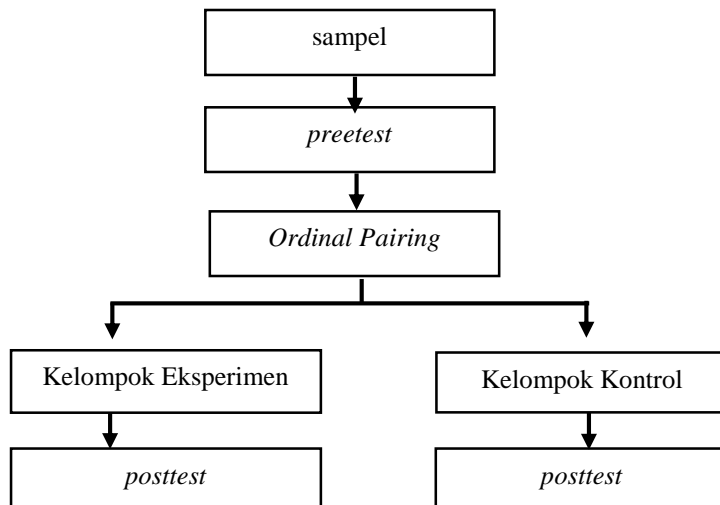 sampel
preetest
Ordinal Pairing
Kelompok Eksperimen
Kelompok Kontrol
posttest
posttest